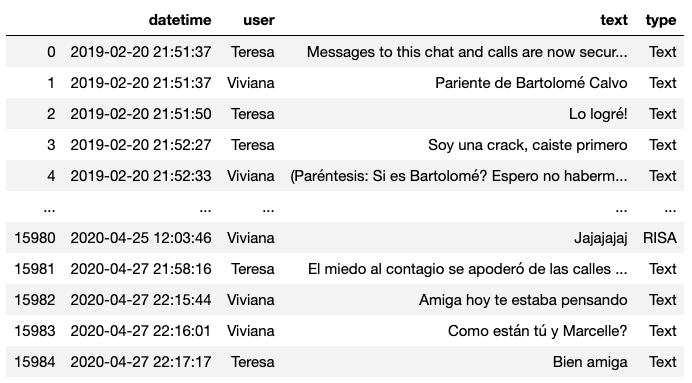 datetime user text type
0 2019-02-20 21:51:37 Teresa Messages to this chat and calls are now secur... Text
1 2019-02-20 21:51:37 Viviana Pariente de Bartolomé Calvo Text
2 2019-02-20 21:51:50 Teresa Lo logré! Text
3 2019-02-20 21:52:27 Teresa Soy una crack, caiste primero Text
4 2019-02-20 21:52:33 Viviana (Paréntesis: Si es Bartolomé? Espero no haberm... Text
... ... ... ... ...
15980 2020-04-25 12:03:46 Viviana Jajajajaj RISA
15981 2020-04-27 21:58:16 Teresa El miedo al contagio se apoderó de las calles ... Text
15982 2020-04-27 22:15:44 Viviana Amiga hoy te estaba pensando Text
15983 2020-04-27 22:16:01 Viviana Como están tú y Marcelle? Text
15984 2020-04-27 22:17:17 Teresa Bien amiga Text